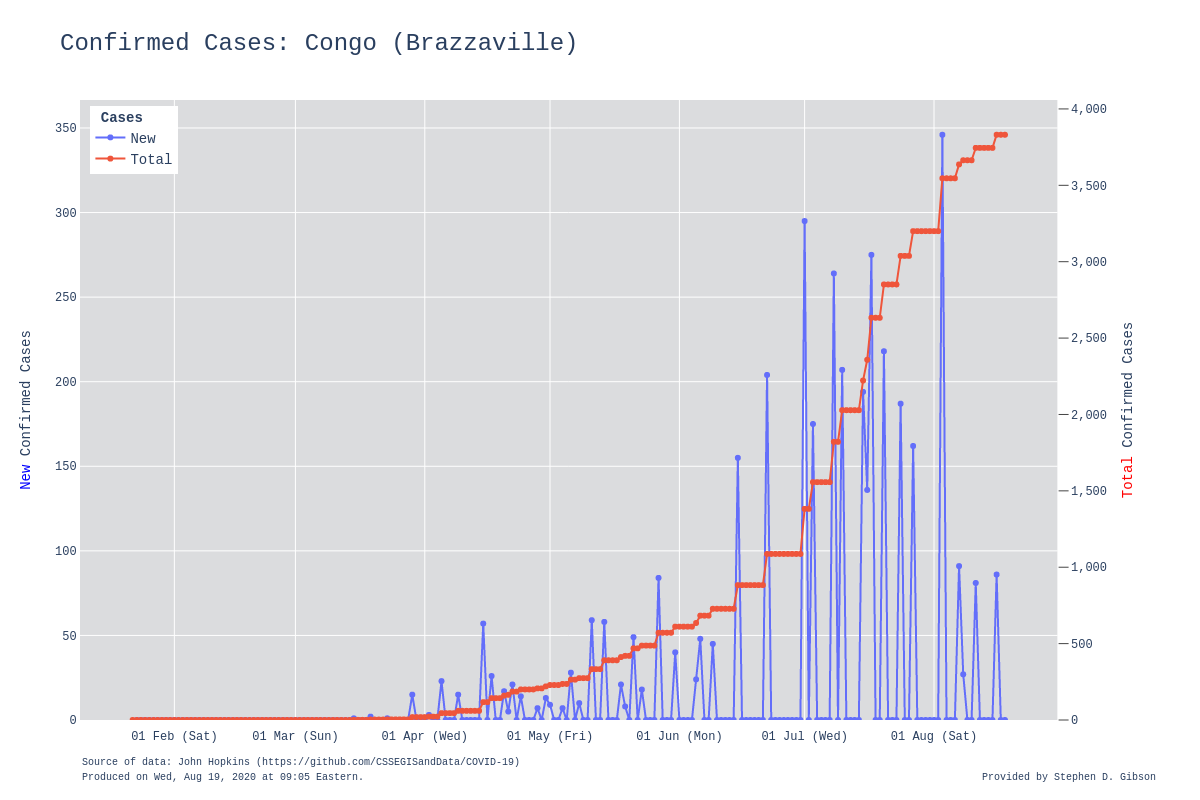 Confirmed Cases: Congo (Brazzaville)
Cases
New
Total
350
300
250
200
150
100
50
0
New Confirmed Cases
4,000
3,500
3,000
2,500
2,000
1,500
1,000
500
0
Total Confirmed Cases
01 Feb (Sat) 01 Mar (Sun) 01 Apr (Wed) 01 May (Fri) 01 Jun (Mon) 01 Jul (Wed) 01 Aug (Sat)
Source of data: John Hopkins (https://github.com/CSSEGISandData/COVID-19)
Produced on Wed, Aug 19, 2020 at 09:05 Eastern.
Provided by Stephen D. Gibson